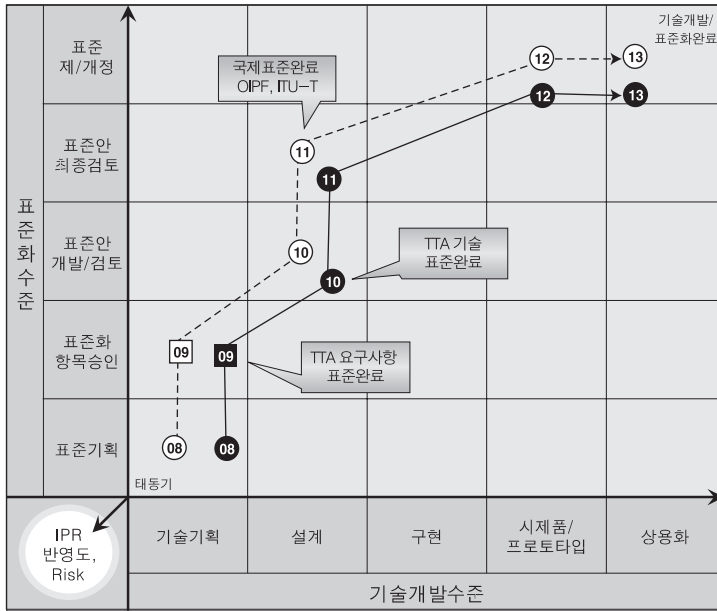 기술개발/
표준화완료
표준
제/개정
12
13
국제표준완료
OIPF, ITU-T
12
13
표준안
최종검토
11
11
표준화수준
표준안
개발/검토
10
TTA 기술
표준완료
10
표준화
항목승인
09
09
TTA 요구사항
표준완료
표준기획
08
08
태동기
IPR
반영도,
Risk
기술기획
설계
구현
시제품/
프로토타입
상용화
기술개발수준